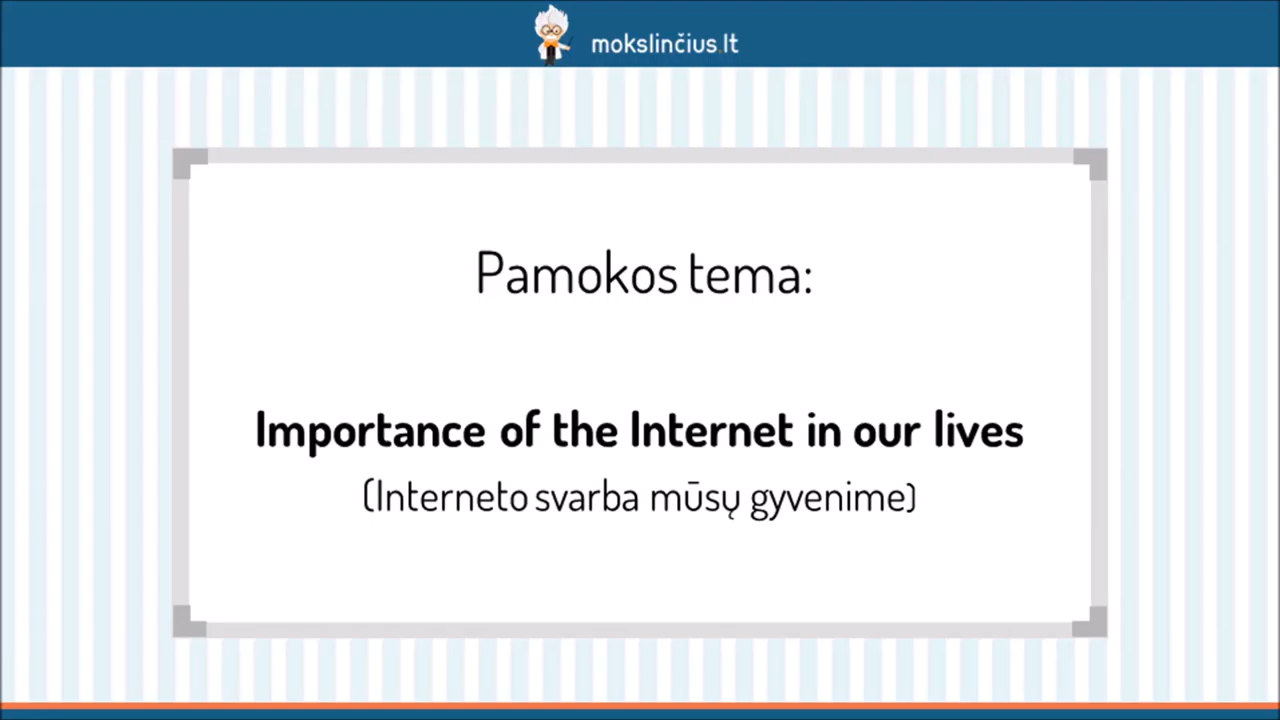 mokslinčius.lt
Pamokos tema:
Importance of the Internet in our lives
(Interneto svarba mūsų gyvenime)